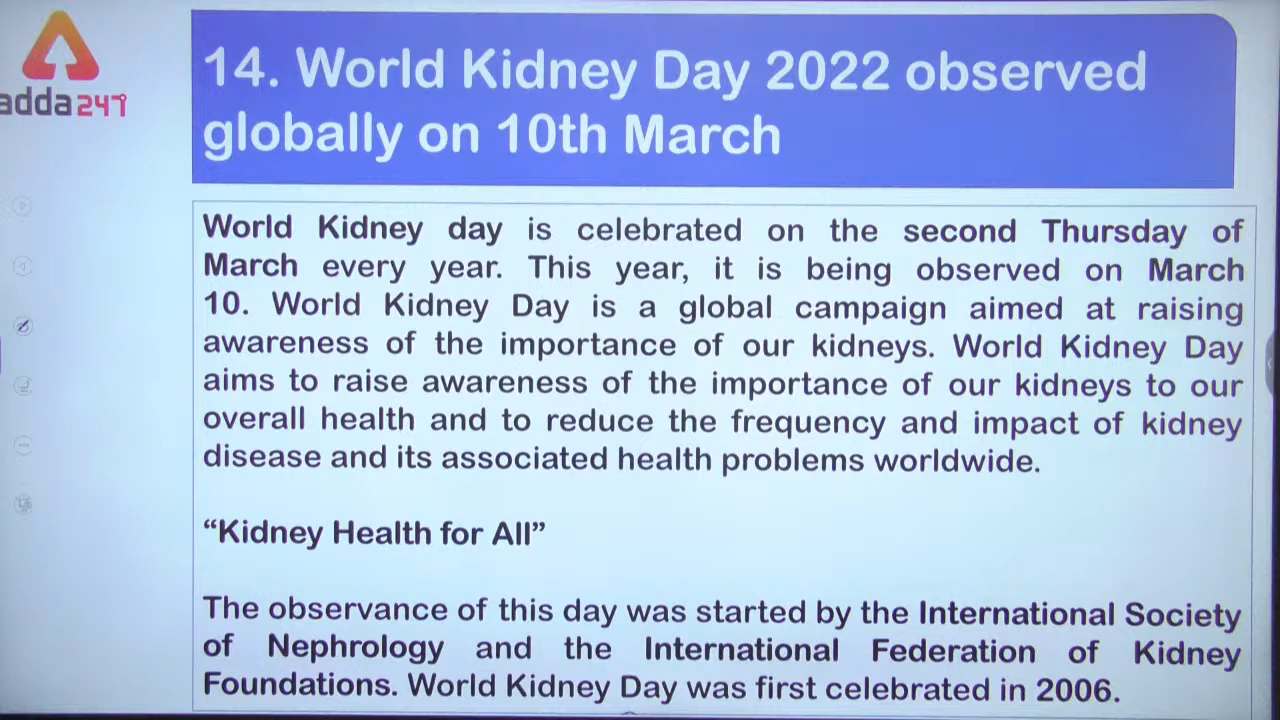 adda247
14. World Kidney Day 2022 observed
globally on 10th March
World Kidney day is celebrated on the second Thursday of
March every year. This year, it is being observed on March
10. World Kidney Day is a global campaign aimed at raising
awareness of the importance of our kidneys. World Kidney Day
aims to raise awareness of the importance of our kidneys to our
overall health and to reduce the frequency and impact of kidney
disease and its associated health problems worldwide.
“Kidney Health for All”
The observance of this day was started by the International Society
of Nephrology and the International Federation of Kidney
Foundations. World Kidney Day was first celebrated in 2006.